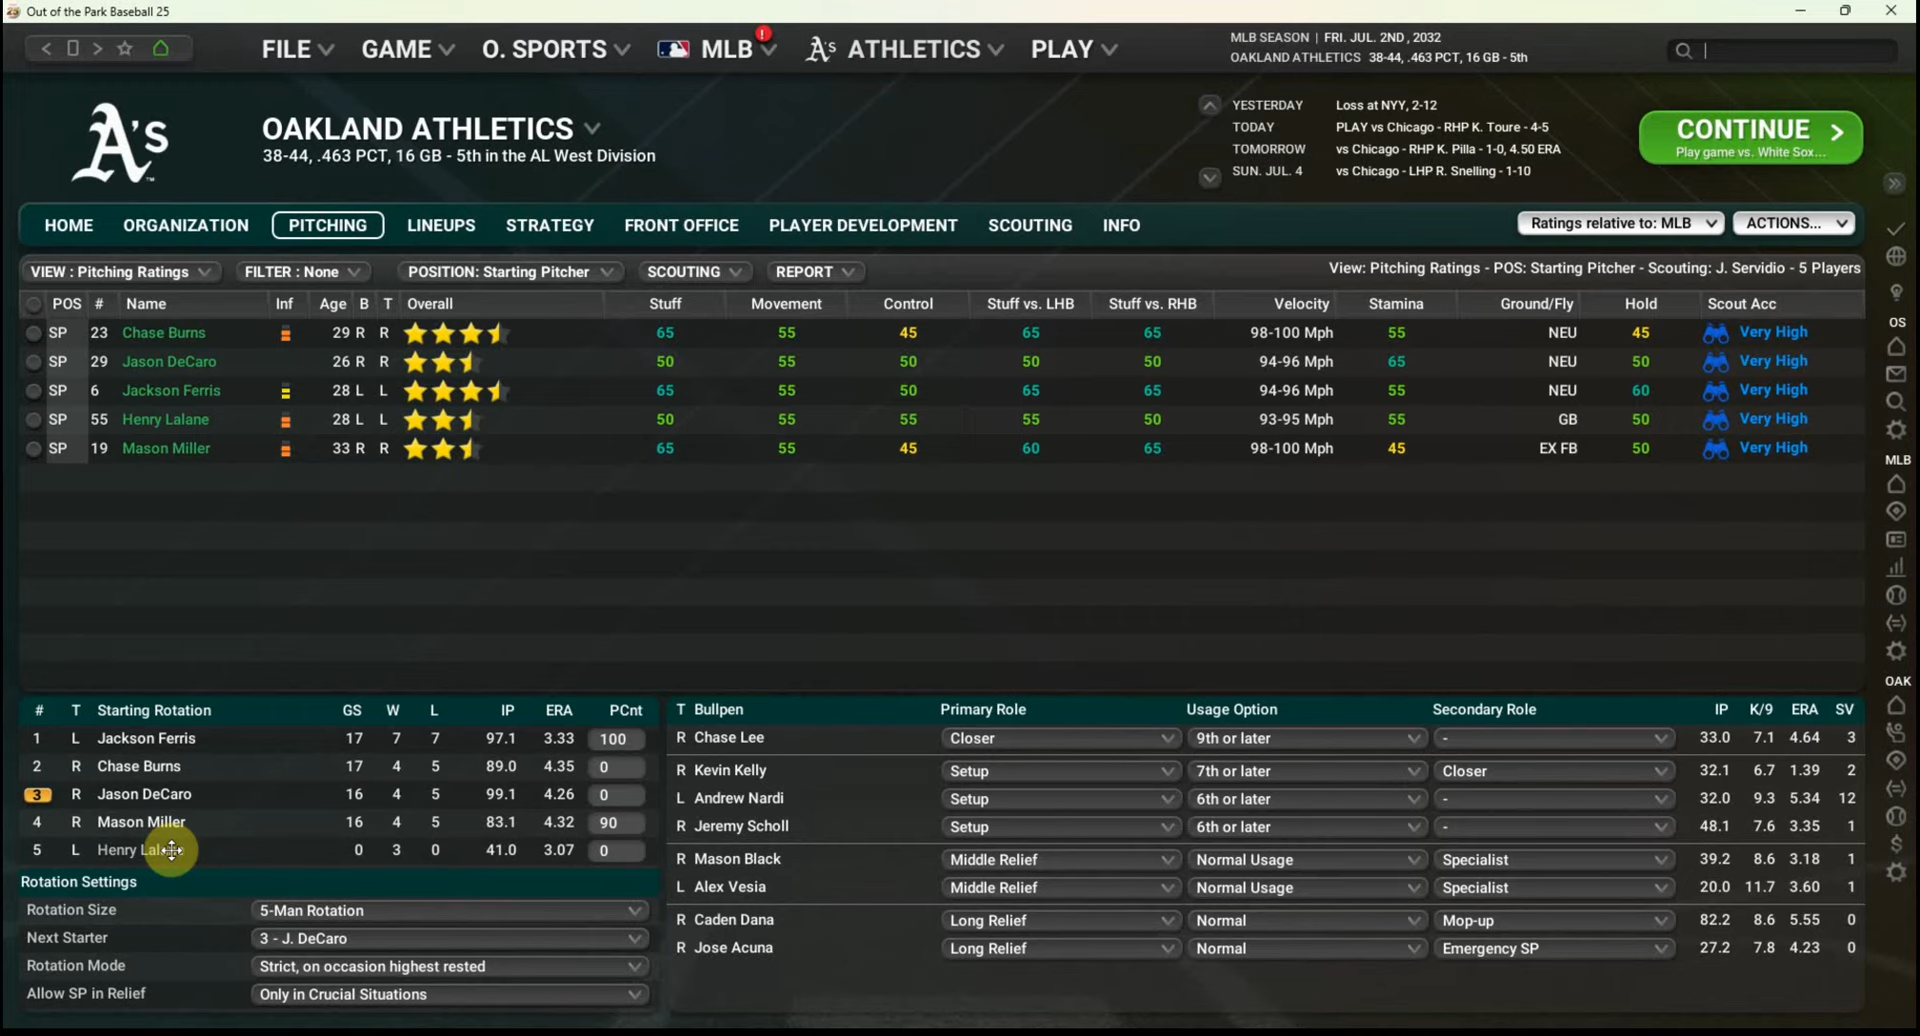 Out of the Park Baseball 25
FILE GAME O. SPORTS MLB ! A's ATHLETICS PLAY
MLB SEASON | FRI. JUL. 2ND , 2032
OAKLAND ATHLETICS 38-44, .463 PCT, 16 GB - 5th
A's
OAKLAND ATHLETICS
38-44, .463 PCT, 16 GB - 5th in the AL West Division
YESTERDAY Loss at NYY, 2-12
TODAY PLAY vs Chicago - RHP K. Toure - 4-5
TOMORROW vs Chicago - RHP K. Pilla - 1-0, 4.50 ERA
SUN. JUL. 4 vs Chicago - LHP R. Snelling - 1-10
CONTINUE
Play game vs. White Sox...
HOME ORGANIZATION PITCHING LINEUPS STRATEGY FRONT OFFICE PLAYER DEVELOPMENT SCOUTING INFO Ratings relative to: MLB ACTIONS...
VIEW : Pitching Ratings FILTER : None POSITION: Starting Pitcher SCOUTING REPORT View: Pitching Ratings - POS: Starting Pitcher - Scouting: J. Servidio - 5 Players
POS # Name Inf Age B T Overall Stuff Movement Control Stuff vs. LHB Stuff vs. RHB Velocity Stamina Ground/Fly Hold Scout Acc
SP 23 Chase Burns 29 R R 65 55 45 65 65 98-100 Mph 55 NEU 45 Very High
SP 29 Jason DeCaro 26 R R 50 55 50 50 50 94-96 Mph 65 NEU 50 Very High
SP 6 Jackson Ferris 28 L L 65 55 50 65 65 94-96 Mph 55 NEU 60 Very High
SP 55 Henry Lalane 28 L L 50 55 55 55 50 93-95 Mph 55 GB 50 Very High
SP 19 Mason Miller 33 R R 65 55 45 60 65 98-100 Mph 45 EX FB 50 Very High
OS
MLB
OAK
# T Starting Rotation GS W L IP ERA PCnt
1 L Jackson Ferris 17 7 7 97.1 3.33 100
2 R Chase Burns 17 4 5 89.0 4.35 0
3 R Jason DeCaro 16 4 5 99.1 4.26 0
4 R Mason Miller 16 4 5 83.1 4.32 90
5 L Henry Lalane 0 3 0 41.0 3.07 0
Rotation Settings
Rotation Size 5-Man Rotation
Next Starter 3 - J. DeCaro
Rotation Mode Strict, on occasion highest rested
Allow SP in Relief Only in Crucial Situations
T Bullpen Primary Role Usage Option Secondary Role IP K/9 ERA SV
R Chase Lee Closer 9th or later - 33.0 7.1 4.64 3
R Kevin Kelly Setup 7th or later Closer 32.1 6.7 1.39 2
L Andrew Nardi Setup 6th or later - 32.0 9.3 5.34 12
R Jeremy Scholl Setup 6th or later - 48.1 7.6 3.35 1
R Mason Black Middle Relief Normal Usage Specialist 39.2 8.6 3.18 1
L Alex Vesia Middle Relief Normal Usage Specialist 20.0 11.7 3.60 1
R Caden Dana Long Relief Normal Mop-up 82.2 8.6 5.55 0
R Jose Acuna Long Relief Normal Emergency SP 27.2 7.8 4.23 0